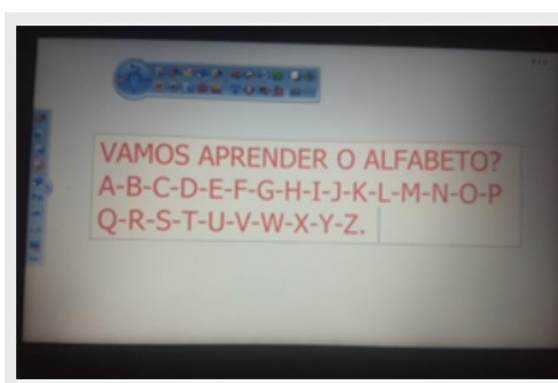 VAMOS APRENDER O ALFABETO?
A-B-C-D-E-F-G-H-I-J-K-L-M-N-O-P
Q-R-S-T-U-V-W-X-Y-Z.